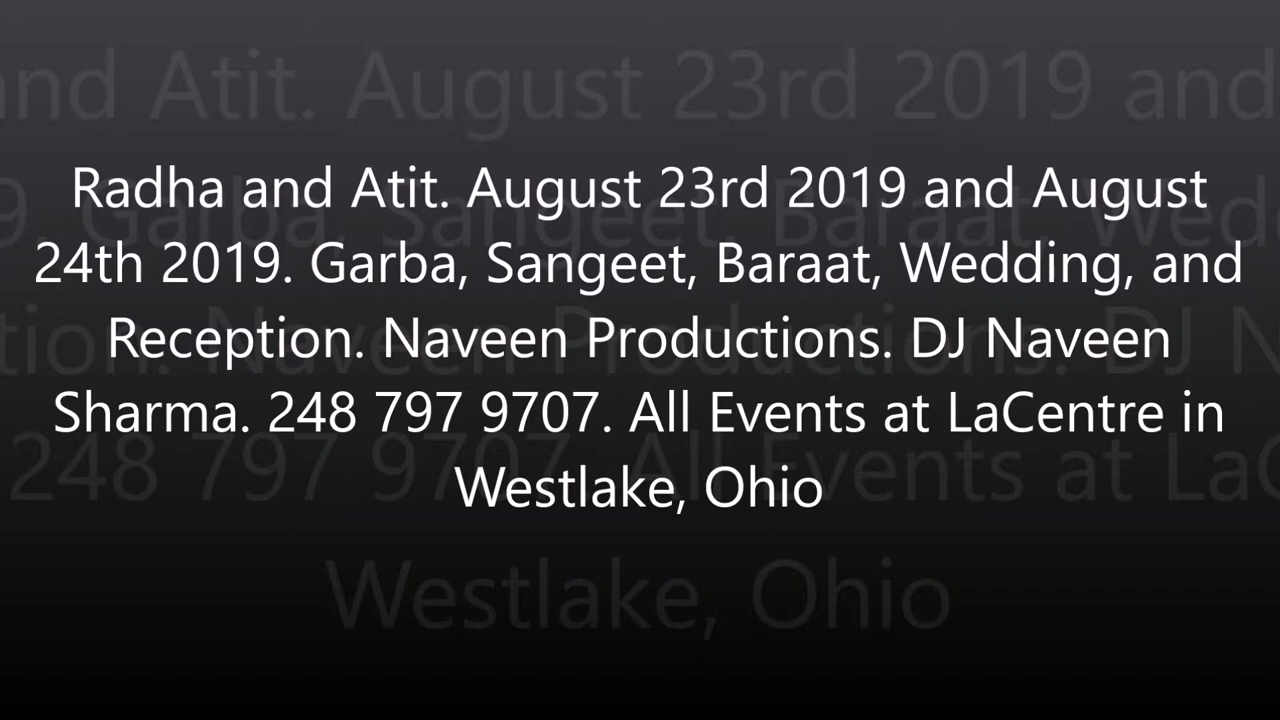 Radha and Atit. August 23rd 2019 and August
24th 2019. Garba, Sangeet, Baraat, Wedding, and
Reception. Naveen Productions. DJ Naveen
Sharma. 248 797 9707. All Events at LaCentre in
Westlake, Ohio